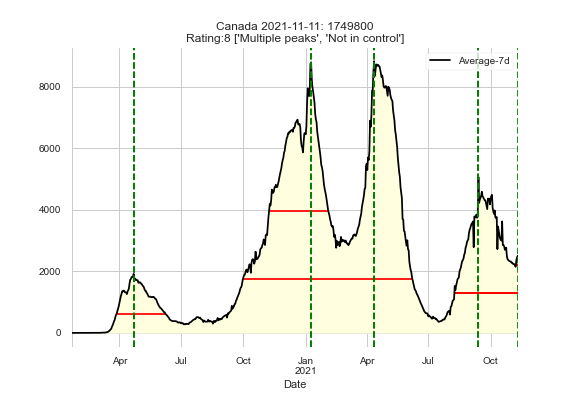 Canada 2021-11-11: 1749800
Rating:8 ['Multiple peaks', 'Not in control']
Average-7d
8000
6000
4000
2000
0
Apr
Jul
Oct
Jan
2021
Apr
Jul
Oct
Date